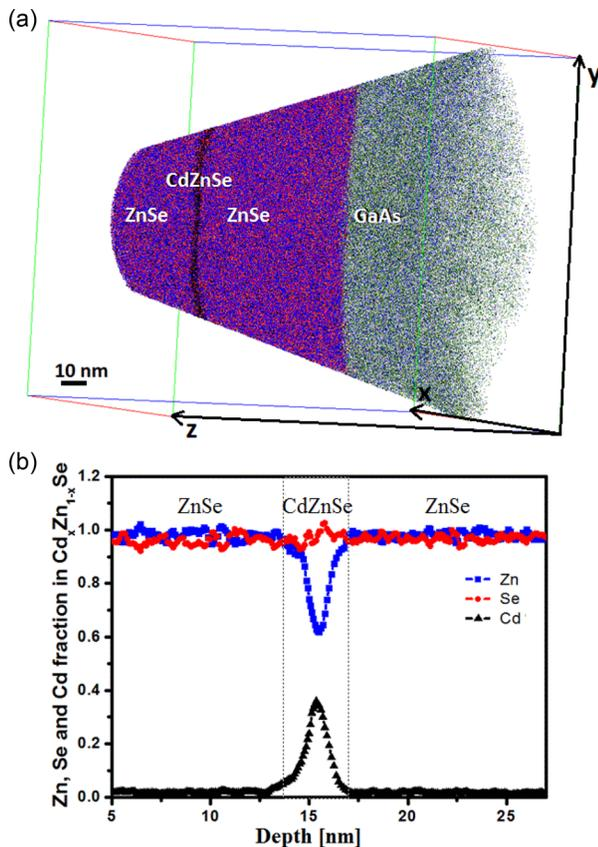 (a)
y
CdZnSe
ZnSe
ZnSe
GaAs
10 nm
x
z
(b)
Zn, Se and Cd fraction in CdxZn1-xSe
1.2
1.0
0.8
0.6
0.4
0.2
0.0
ZnSe
CdZnSe
ZnSe
Zn
Se
Cd
5
10
15
20
25
Depth [nm]